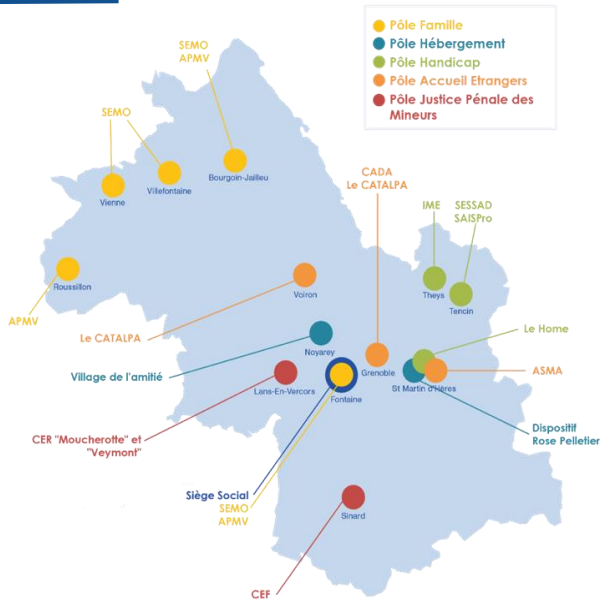 Pôle Famille
Pôle Hébergement
Pôle Handicap
Pôle Accueil Etrangers
Pôle Justice Pénale des
Mineurs
SEMO
APMV
SEMO
Bourgoin-Jailleu
Villefontaine
Vienne
CADA
Le CATALPA
IME
SESSAD
SAISPro
Roussillon
Voiron
Theys
Tencin
APMV
Le CATALPA
Le Home
Noyarey
Grenoble
Village de l'amitié
Lans-En-Vercors
Fontaine
St Martin d'Hères
ASMA
CER "Moucherotte" et
"Veymont"
Dispositif
Rose Pelletier
Siège Social
SEMO
APMV
Sinard
CEF